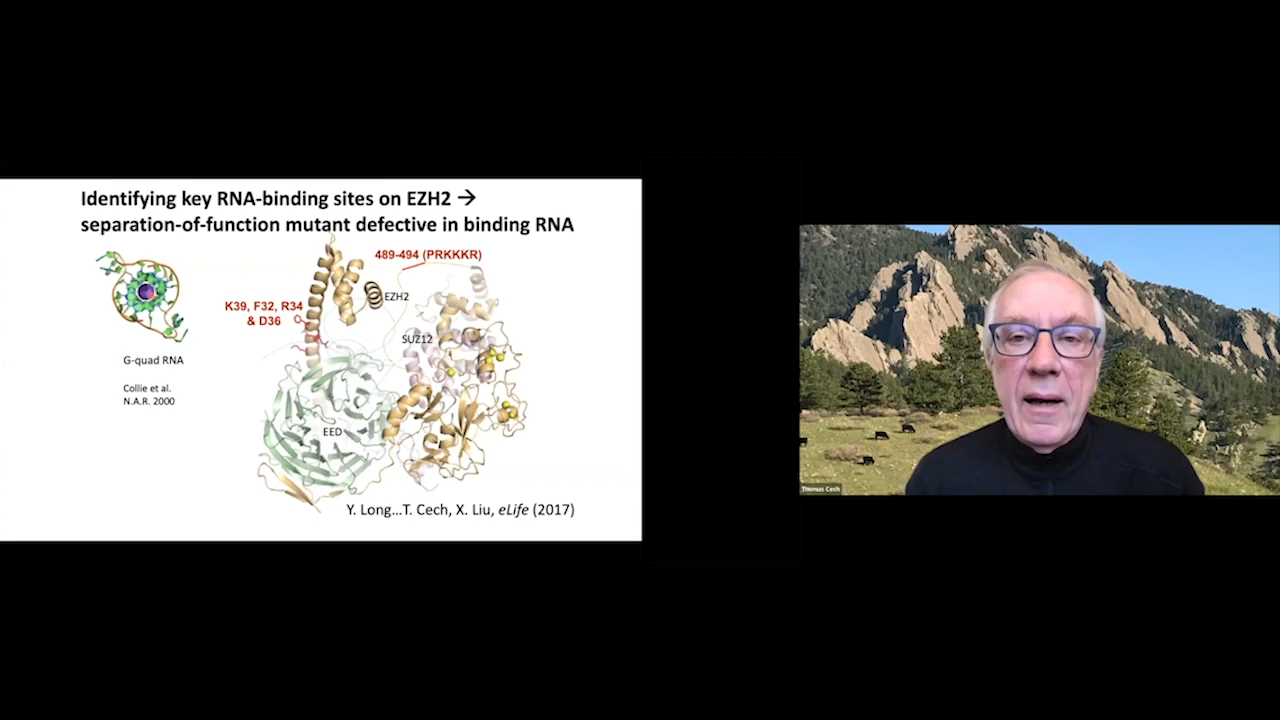 Identifying key RNA-binding sites on EZH2 →
separation-of-function mutant defective in binding RNA
489-494 (PRKKKR)
K39, F32, R34
& D36
EZH2
SUZ12
G-quad RNA
Collie et al.
N.A.R. 2000
EED
Y. Long...T. Cech, X. Liu, eLife (2017)
Thomas Cech